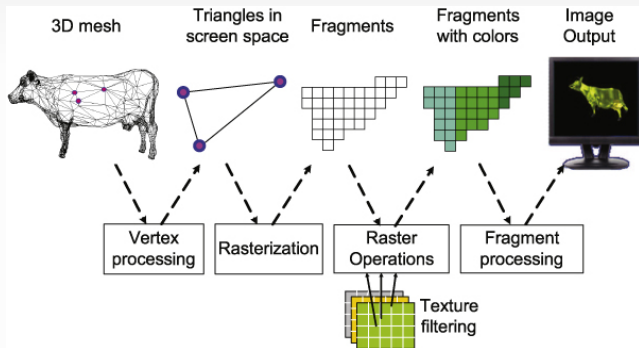 3D mesh
Triangles in
screen space
Fragments
Fragments
with colors
Image
Output
Vertex
processing
Rasterization
Raster
Operations
Fragment
processing
Texture
filtering